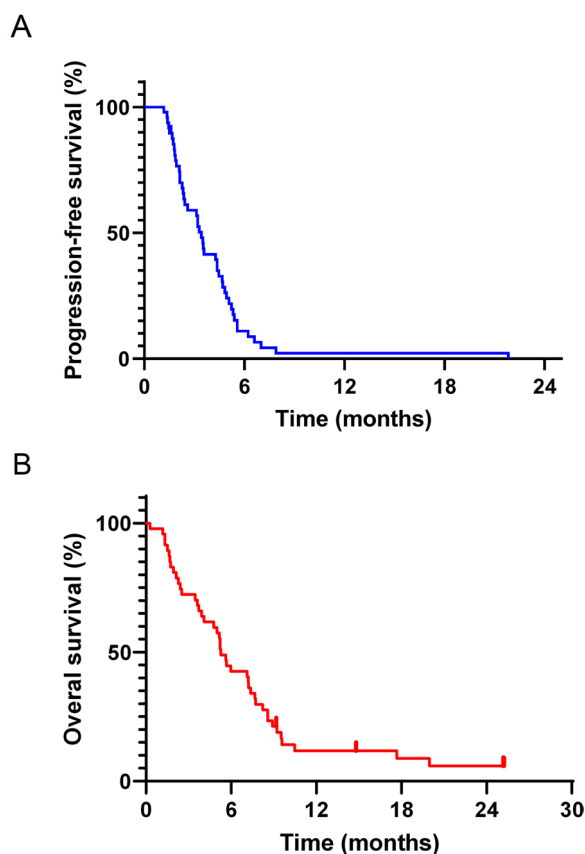 A
Progression-free survival (%)
100
50
0
0 6 12 18 24
Time (months)
B
Overal survival (%)
100
50
0
0 6 12 18 24 30
Time (months)